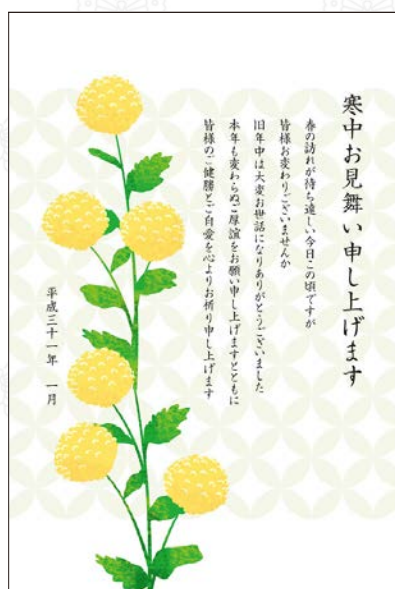 寒中お見舞い申し上げます
春の訪れが待ち遠しい今日この頃ですが
皆様お変わりございませんか
旧年中は大変お世話になりありがとうございました
本年も変わらぬご厚誼をお願い申し上げますとともに
皆様のご健勝とご自愛を心よりお祈り申し上げます
平成三十一年 一月